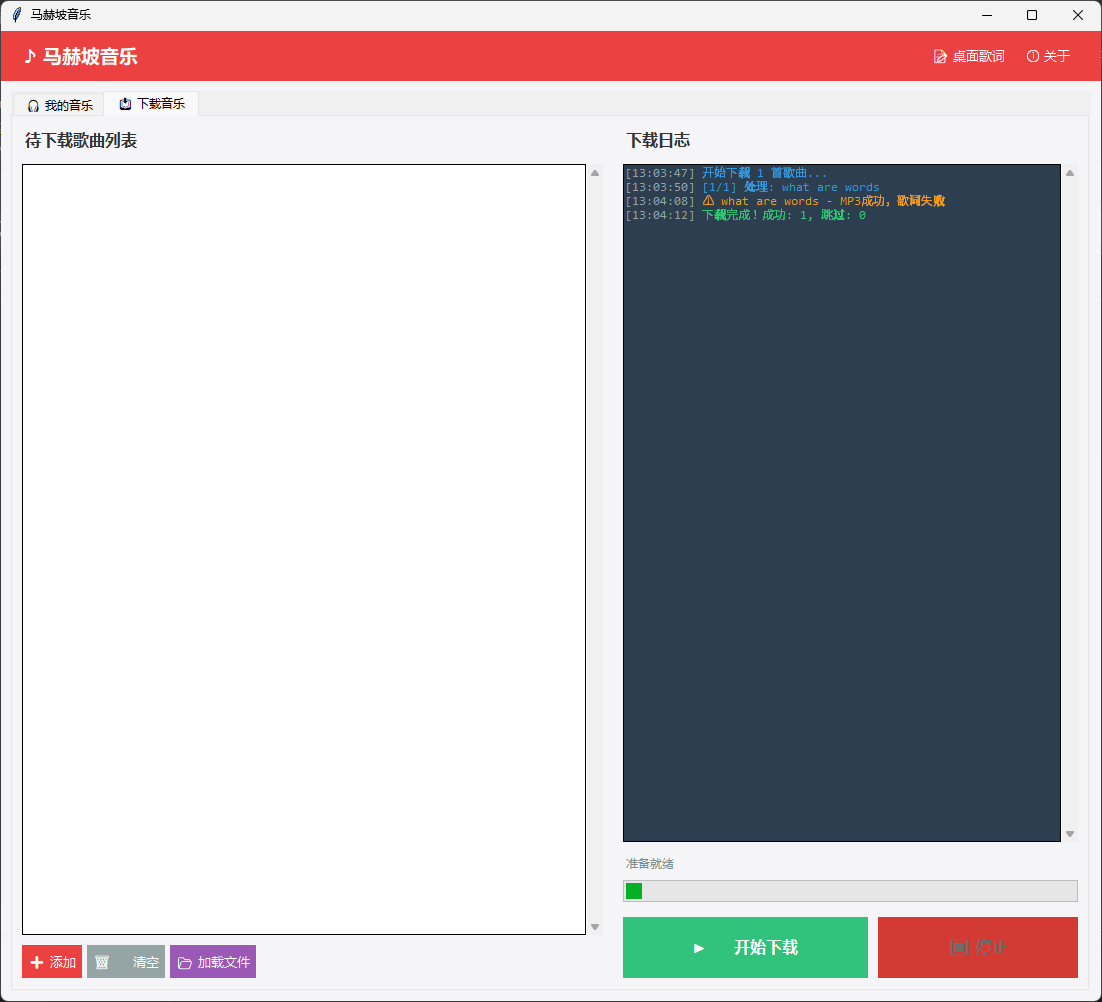 马赫坡音乐
♪ 马赫坡音乐
桌面歌词 关于
我的音乐 下载音乐
待下载歌曲列表
下载日志
[13:03:47] 开始下载 1 首歌曲...
[13:03:50] [1/1] 处理: what are words
[13:04:08] ⚠ what are words - MP3成功，歌词失败
[13:04:12] 下载完成！成功: 1, 跳过: 0
准备就绪
添加 清空 加载文件
开始下载 停止